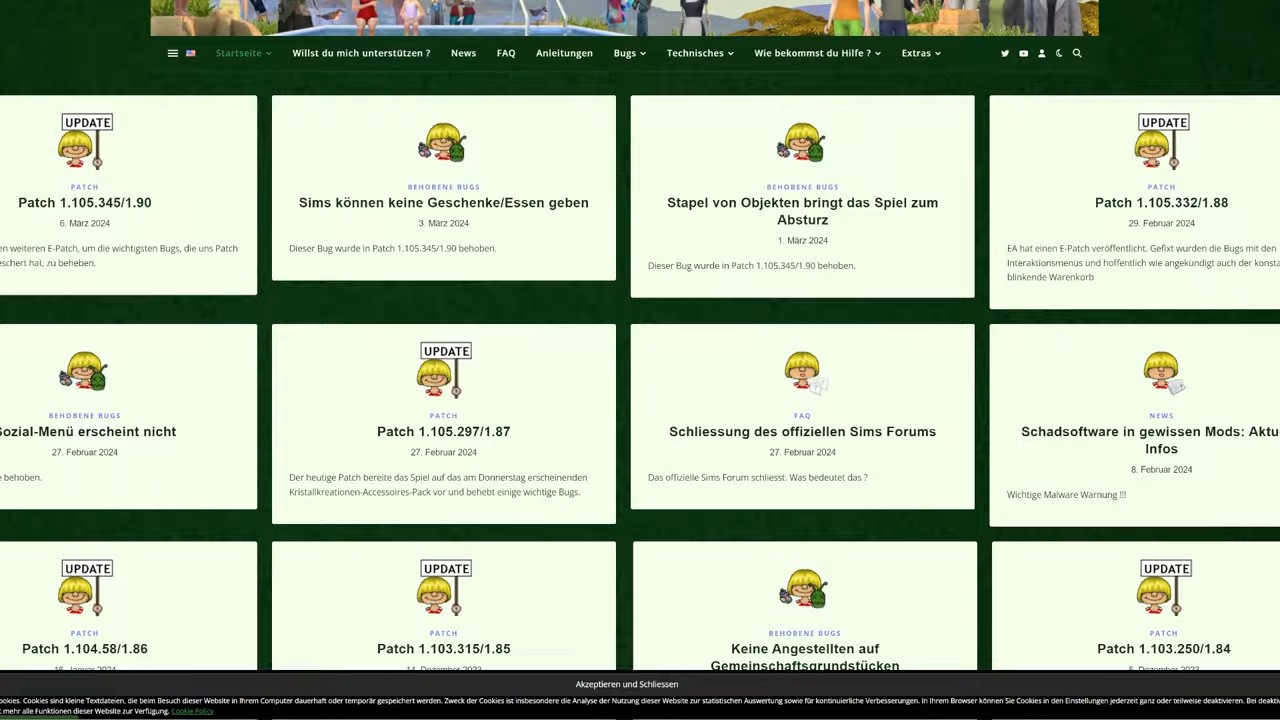 Startseite
Willst du mich unterstützen ?
News
FAQ
Anleitungen
Bugs
Technisches
Wie bekommst du Hilfe ?
Extras
UPDATE
PATCH
Patch 1.105.345/1.90
6. März 2024
en weiteren E-Patch, um die wichtigsten Bugs, die uns Patch
schert hat, zu beheben.
BEHOBENE BUGS
Sims können keine Geschenke/Essen geben
3. März 2024
Dieser Bug wurde in Patch 1.105.345/1.90 behoben.
BEHOBENE BUGS
Stapel von Objekten bringt das Spiel zum
Absturz
1. März 2024
Dieser Bug wurde in Patch 1.105.345/1.90 behoben.
UPDATE
PATCH
Patch 1.105.332/1.88
29. Februar 2024
EA hat einen E-Patch veröffentlicht. Gefixt wurden die Bugs mit den
Interaktionsmenüs und hoffentlich wie angekündigt auch der konsta
blinkende Warenkorb
BEHOBENE BUGS
Sozial-Menü erscheint nicht
27. Februar 2024
behoben.
UPDATE
PATCH
Patch 1.105.297/1.87
27. Februar 2024
Der heutige Patch bereite das Spiel auf das am Donnerstag erscheinenden
Kristallkreationen-Accessoires-Pack vor und behebt einige wichtige Bugs.
FAQ
Schliessung des offiziellen Sims Forums
27. Februar 2024
Das offizielle Sims Forum schliesst. Was bedeutet das ?
NEWS
Schadsoftware in gewissen Mods: Aktu
Infos
8. Februar 2024
Wichtige Malware Warnung !!!
UPDATE
PATCH
Patch 1.104.58/1.86
16. Januar 2024
UPDATE
PATCH
Patch 1.103.315/1.85
14. Dezember 2023
BEHOBENE BUGS
Keine Angestellten auf
Gemeinschaftsgrundstücken
UPDATE
PATCH
Patch 1.103.250/1.84
6. Dezember 2023
Akzeptieren und Schliessen
ookies. Cookies sind kleine Textdateien, die beim Besuch dieser Website in Ihrem Computer dauerhaft oder temporär gespeichert werden. Zweck der Cookies ist insbesondere die Analyse der Nutzung dieser Website zur statistischen Auswertung sowie für kontinuierliche Verbesserungen. In Ihrem Browser können Sie Cookies in den Einstellungen jederzeit ganz oder teilweise deaktivieren. Bei deakti
mehr alle Funktionen dieser Website zur Verfügung. Cookie Policy